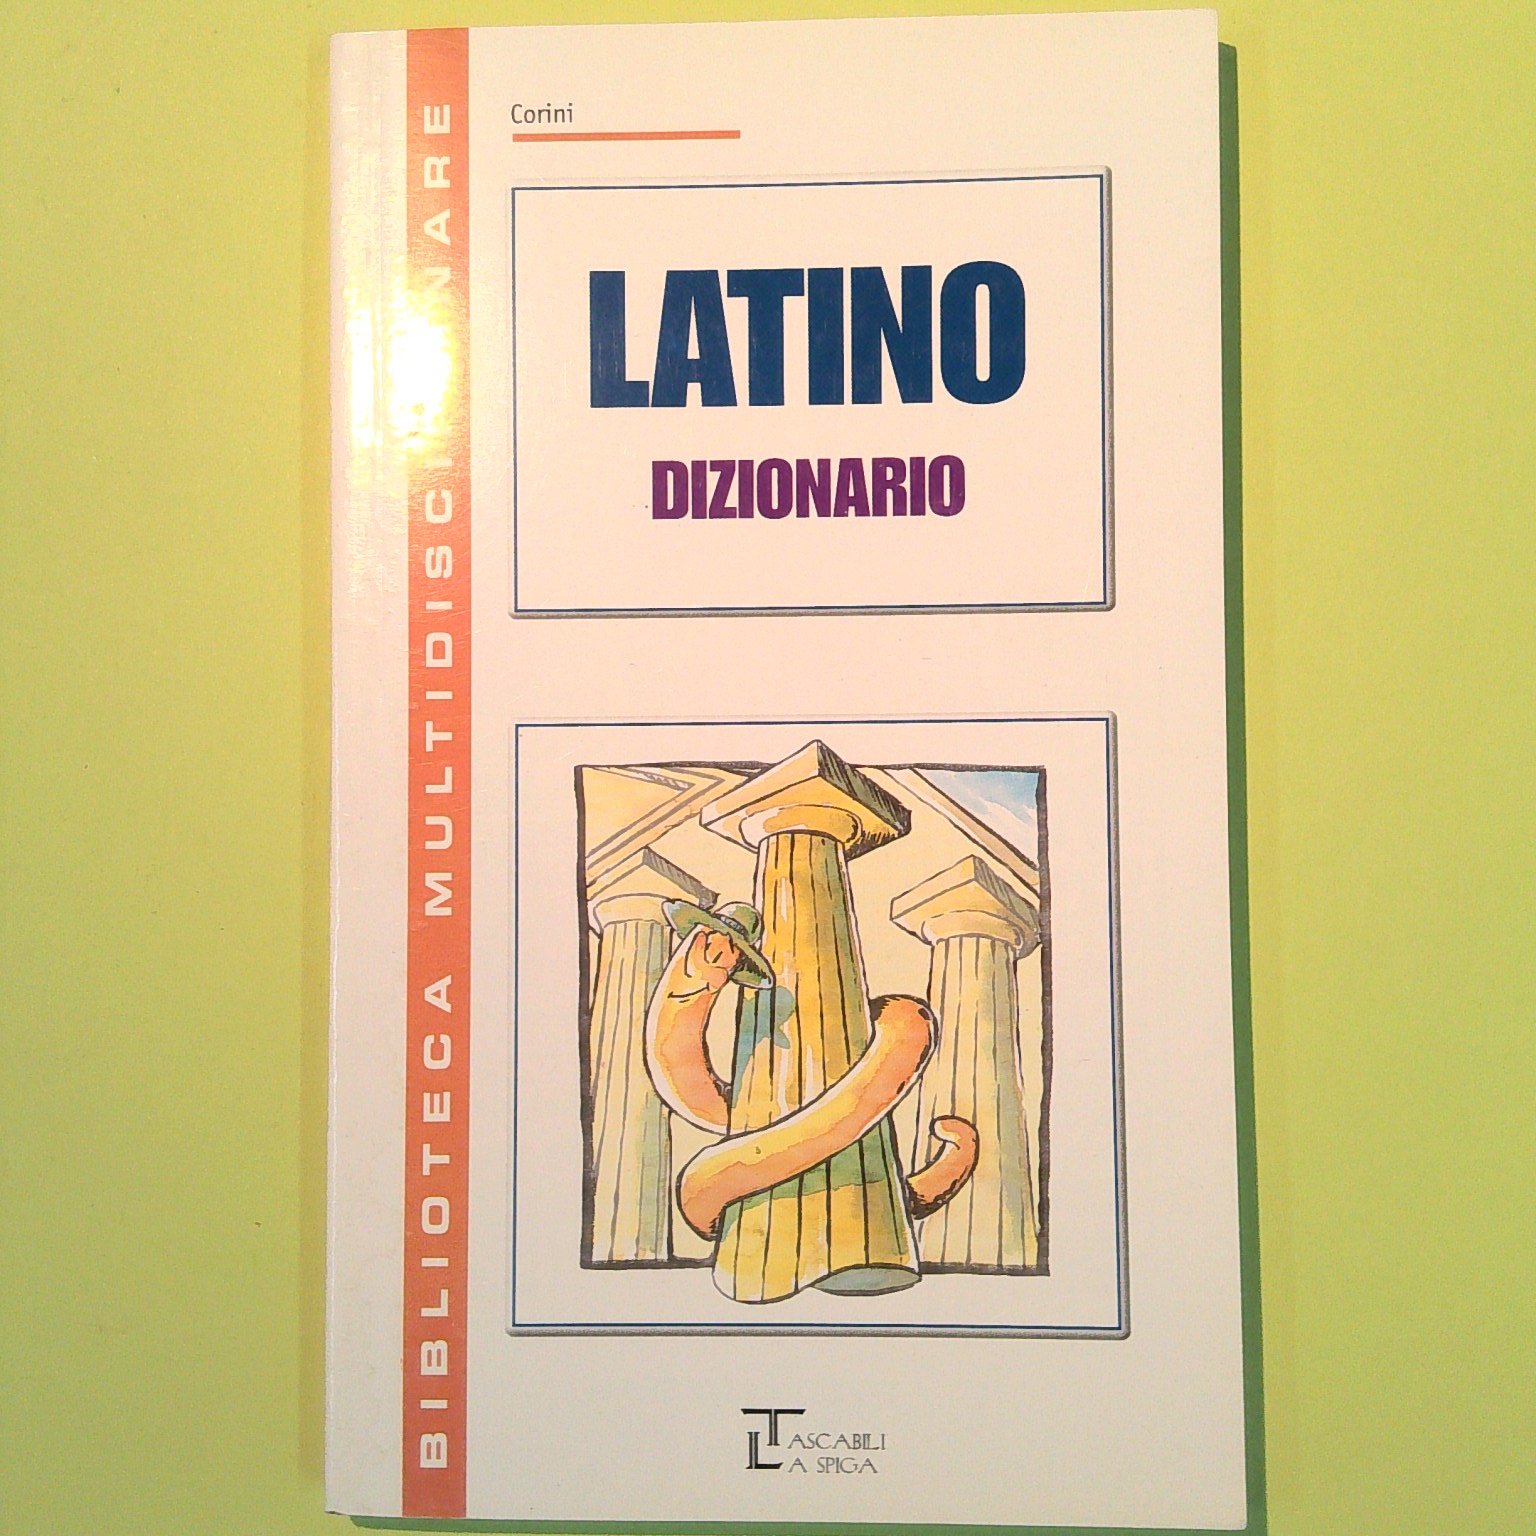 Corini
LATINO
DIZIONARIO
BIBLIOTECA MULTIDISCIPLINARE
TASCABILI
LA SPIGA